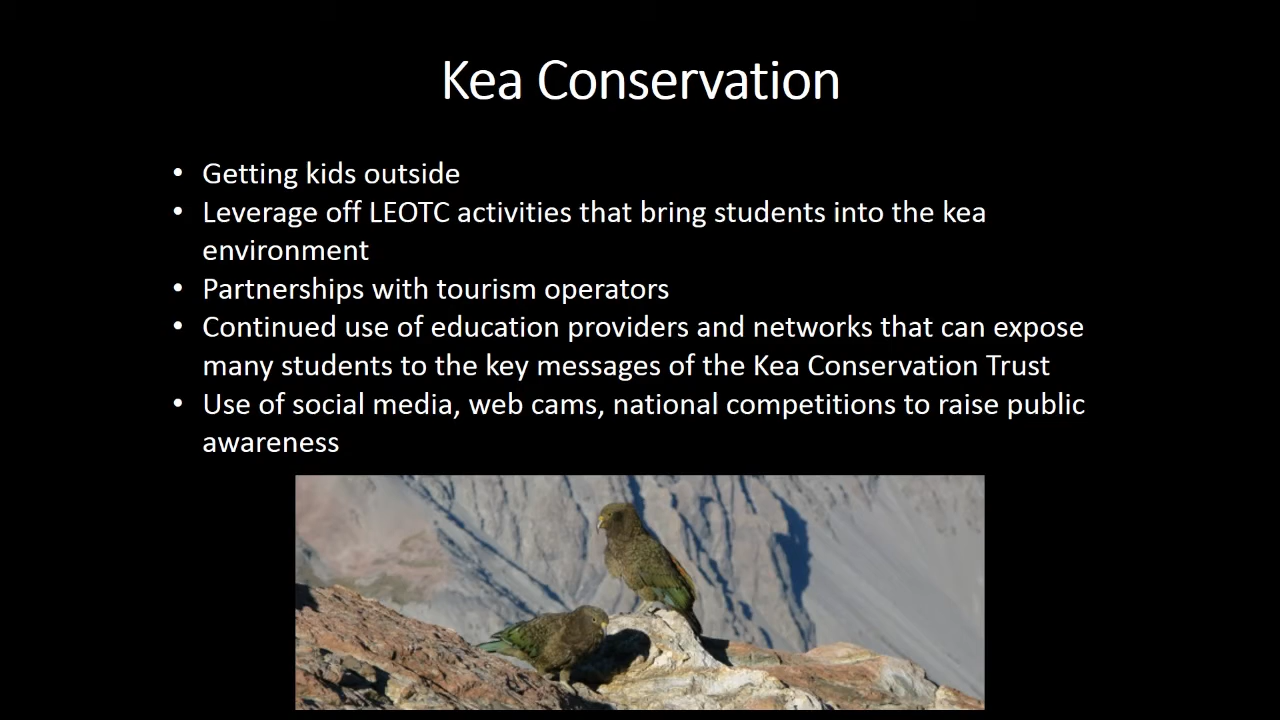 Kea Conservation
• Getting kids outside
• Leverage off LEOTC activities that bring students into the kea
environment
• Partnerships with tourism operators
• Continued use of education providers and networks that can expose
many students to the key messages of the Kea Conservation Trust
• Use of social media, web cams, national competitions to raise public
awareness